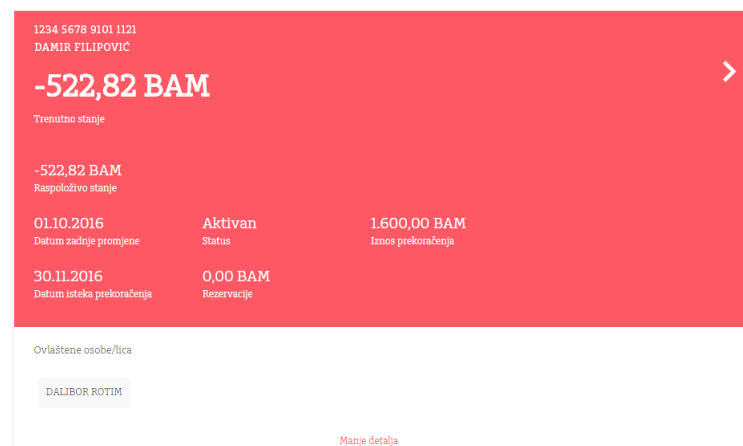 1234 5678 9101 1121
DAMIR FILIPOVIĆ
-522,82 BAM
Trenutno stanje
-522,82 BAM
Raspoloživo stanje
01.10.2016 Aktivan 1.600,00 BAM
Datum zadnje promjene Status Iznos prekoračenja
30.11.2016 0,00 BAM
Datum isteka prekoračenja Rezervacije
Ovlaštene osobe/lica
DALIBOR ROTIM
Manje detalja